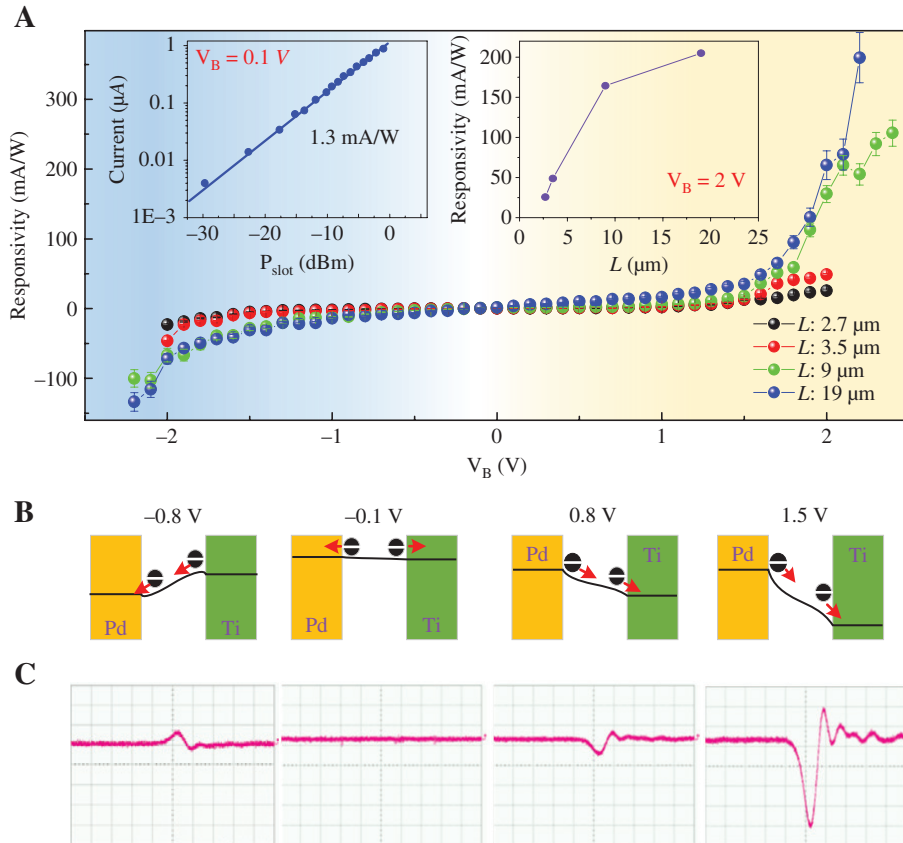 A
Responsivity (mA/W)
300
200
100
0
−100
−2
−1
0
1
2
V_B (V)
Current (μA)
1
0.1
0.01
1E−3
V_B = 0.1 V
1.3 mA/W
−30
−20
−10
0
P_slot (dBm)
Responsivity (mA/W)
200
150
100
50
0
V_B = 2 V
0
5
10
15
20
25
L (μm)
L: 2.7 μm
L: 3.5 μm
L: 9 μm
L: 19 μm
B
−0.8 V
−0.1 V
0.8 V
1.5 V
Pd
Ti
Pd
Ti
Pd
Ti
Pd
Ti
C